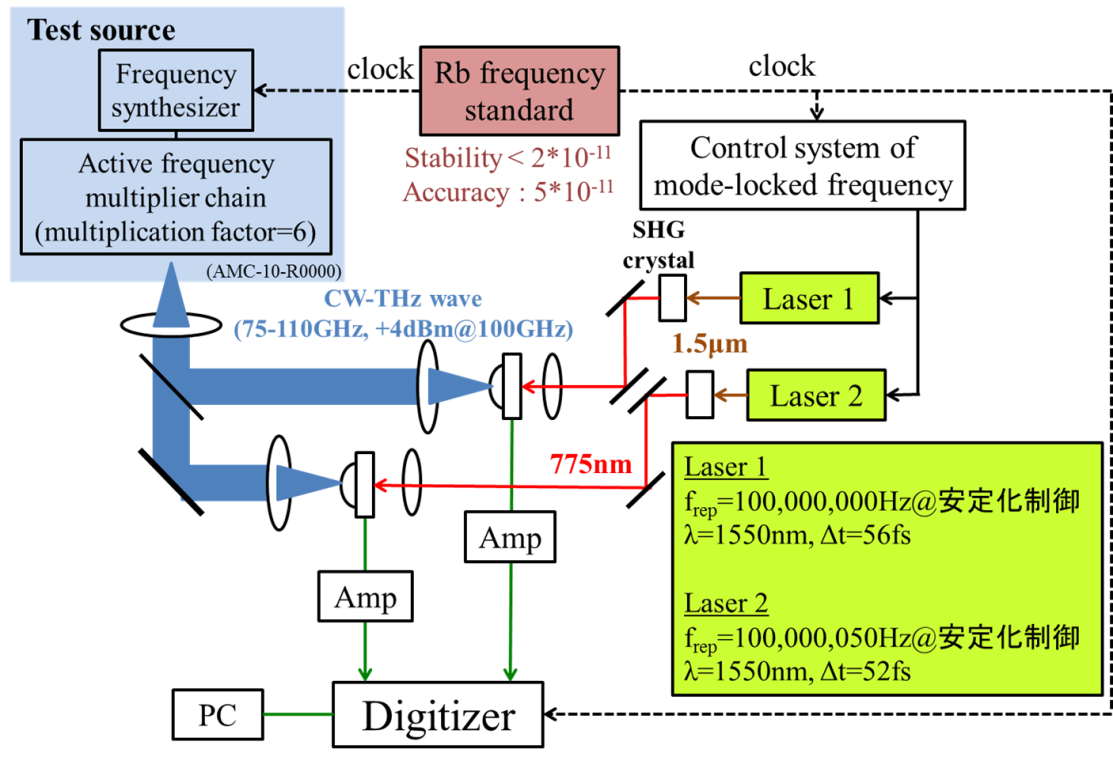 Test source
Frequency
synthesizer
Active frequency
multiplier chain
(multiplication factor=6)
(AMC-10-R0000)
clock
Rb frequency
standard
Stability < 2*10⁻¹¹
Accuracy : 5*10⁻¹¹
clock
Control system of
mode-locked frequency
SHG
crystal
Laser 1
1.5μm
Laser 2
CW-THz wave
(75-110GHz, +4dBm@100GHz)
775nm
Amp
Amp
Digitizer
PC
Laser 1
frep=100,000,000Hz@安定化制御
λ=1550nm, Δt=56fs
Laser 2
frep=100,000,050Hz@安定化制御
λ=1550nm, Δt=52fs